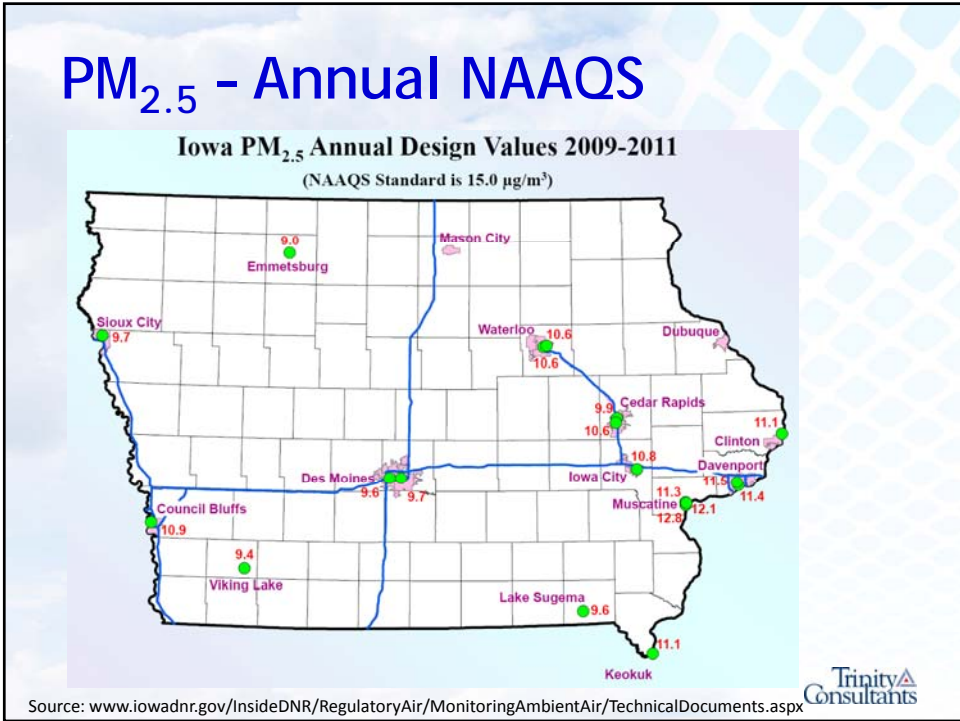 PM2.5 - Annual NAAQS
Iowa PM2.5 Annual Design Values 2009-2011
(NAAQS Standard is 15.0 µg/m³)
9.0
Emmetsburg
Mason City
Sioux City
9.7
Waterloo
10.6
10.6
Dubuque
9.9
Cedar Rapids
10.6
11.1
Clinton
10.8
Iowa City
Davenport
11.5
11.4
Des Moines
9.6
9.7
11.3
Muscatine
12.1
12.8
Council Bluffs
10.9
9.4
Viking Lake
Lake Sugema
9.6
11.1
Keokuk
Trinity
Consultants
Source: www.iowadnr.gov/InsideDNR/RegulatoryAir/MonitoringAmbientAir/TechnicalDocuments.aspx